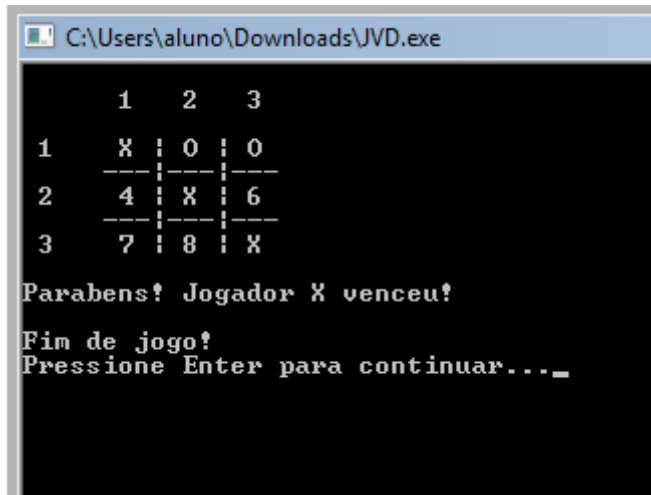 C:\Users\aluno\Downloads\JVD.exe
1 2 3
1 X ¦ O ¦ O
---¦---¦---
2 4 ¦ X ¦ 6
---¦---¦---
3 7 ¦ 8 ¦ X
Parabens! Jogador X venceu!
Fim de jogo!
Pressione Enter para continuar..._